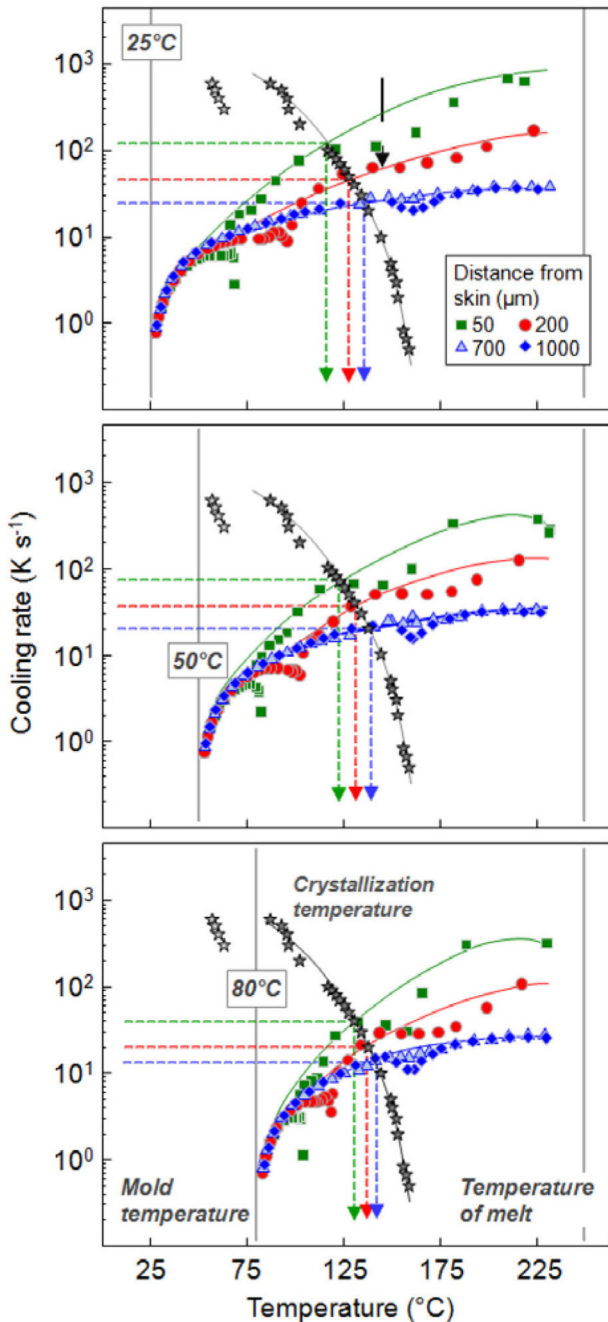 25°C
10³
10²
10¹
10⁰
Distance from
skin (μm)
50 200
700 1000
Cooling rate (K s⁻¹)
10³
10²
10¹
10⁰
50°C
Crystallization
temperature
10³
10²
10¹
10⁰
80°C
Mold
temperature
Temperature
of melt
25 75 125 175 225
Temperature (°C)